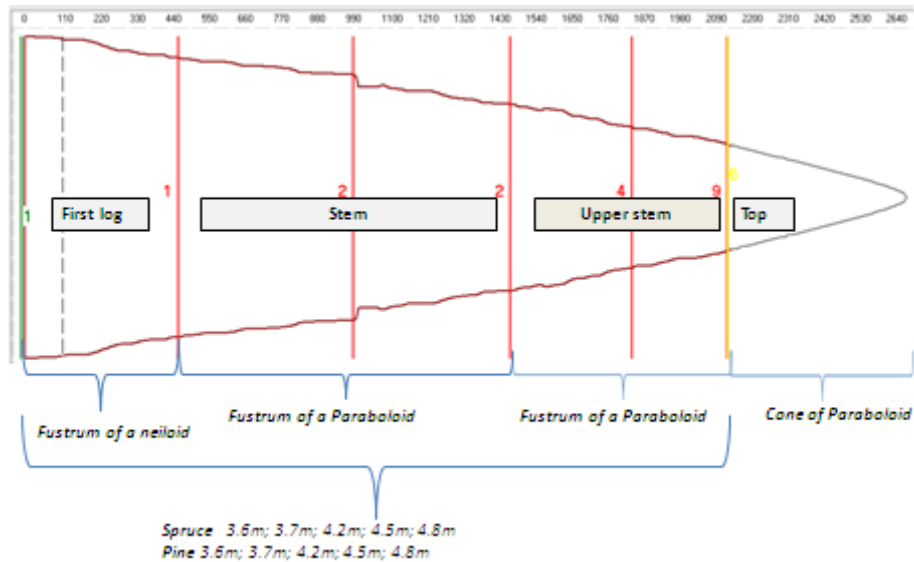 0 110 220 330 440 550 660 770 880 990 1100 1210 1320 1430 1540 1650 1760 1870 1980 2090 2200 2310 2420 2530 2640
6
1 2 2 4 9
1 First log Stem Upper stem Top
Fustrum of a neiloid Fustrum of a Paraboloid Fustrum of a Paraboloid Cone of Paraboloid
Spruce 3.6m; 3.7m; 4.2m; 4.5m; 4.8m
Pine 3.6m; 3.7m; 4.2m; 4.5m; 4.8m